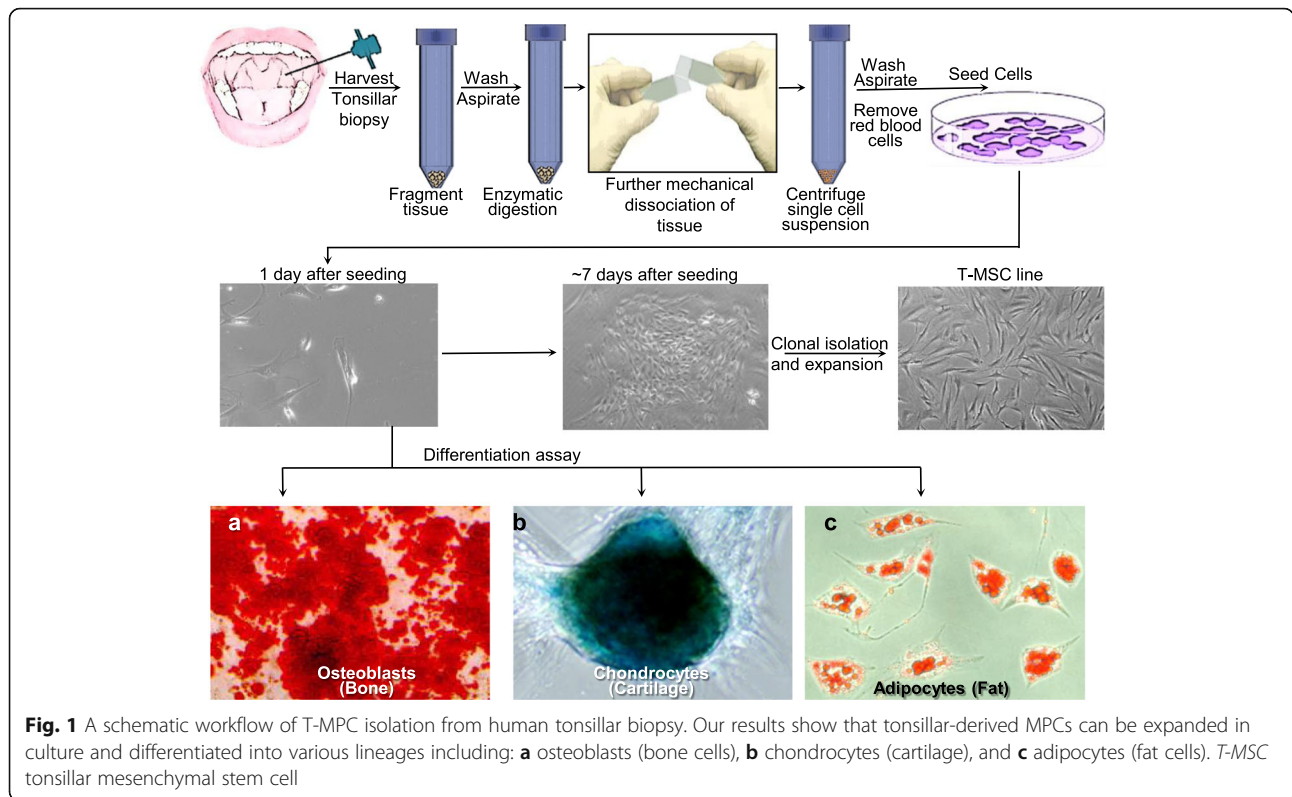 Harvest
Tonsillar
biopsy
Wash
Aspirate
Wash
Aspirate
Remove
red blood
cells
Seed Cells
Fragment
tissue
Enzymatic
digestion
Further mechanical
dissociation of
tissue
Centrifuge
single cell
suspension
1 day after seeding
~7 days after seeding
T-MSC line
Clonal isolation
and expansion
Differentiation assay
a
Osteoblasts
(Bone)
b
Chondrocytes
(Cartilage)
c
Adipocytes (Fat)
Fig. 1 A schematic workflow of T-MPC isolation from human tonsillar biopsy. Our results show that tonsillar-derived MPCs can be expanded in
culture and differentiated into various lineages including: a osteoblasts (bone cells), b chondrocytes (cartilage), and c adipocytes (fat cells). T-MSC
tonsillar mesenchymal stem cell